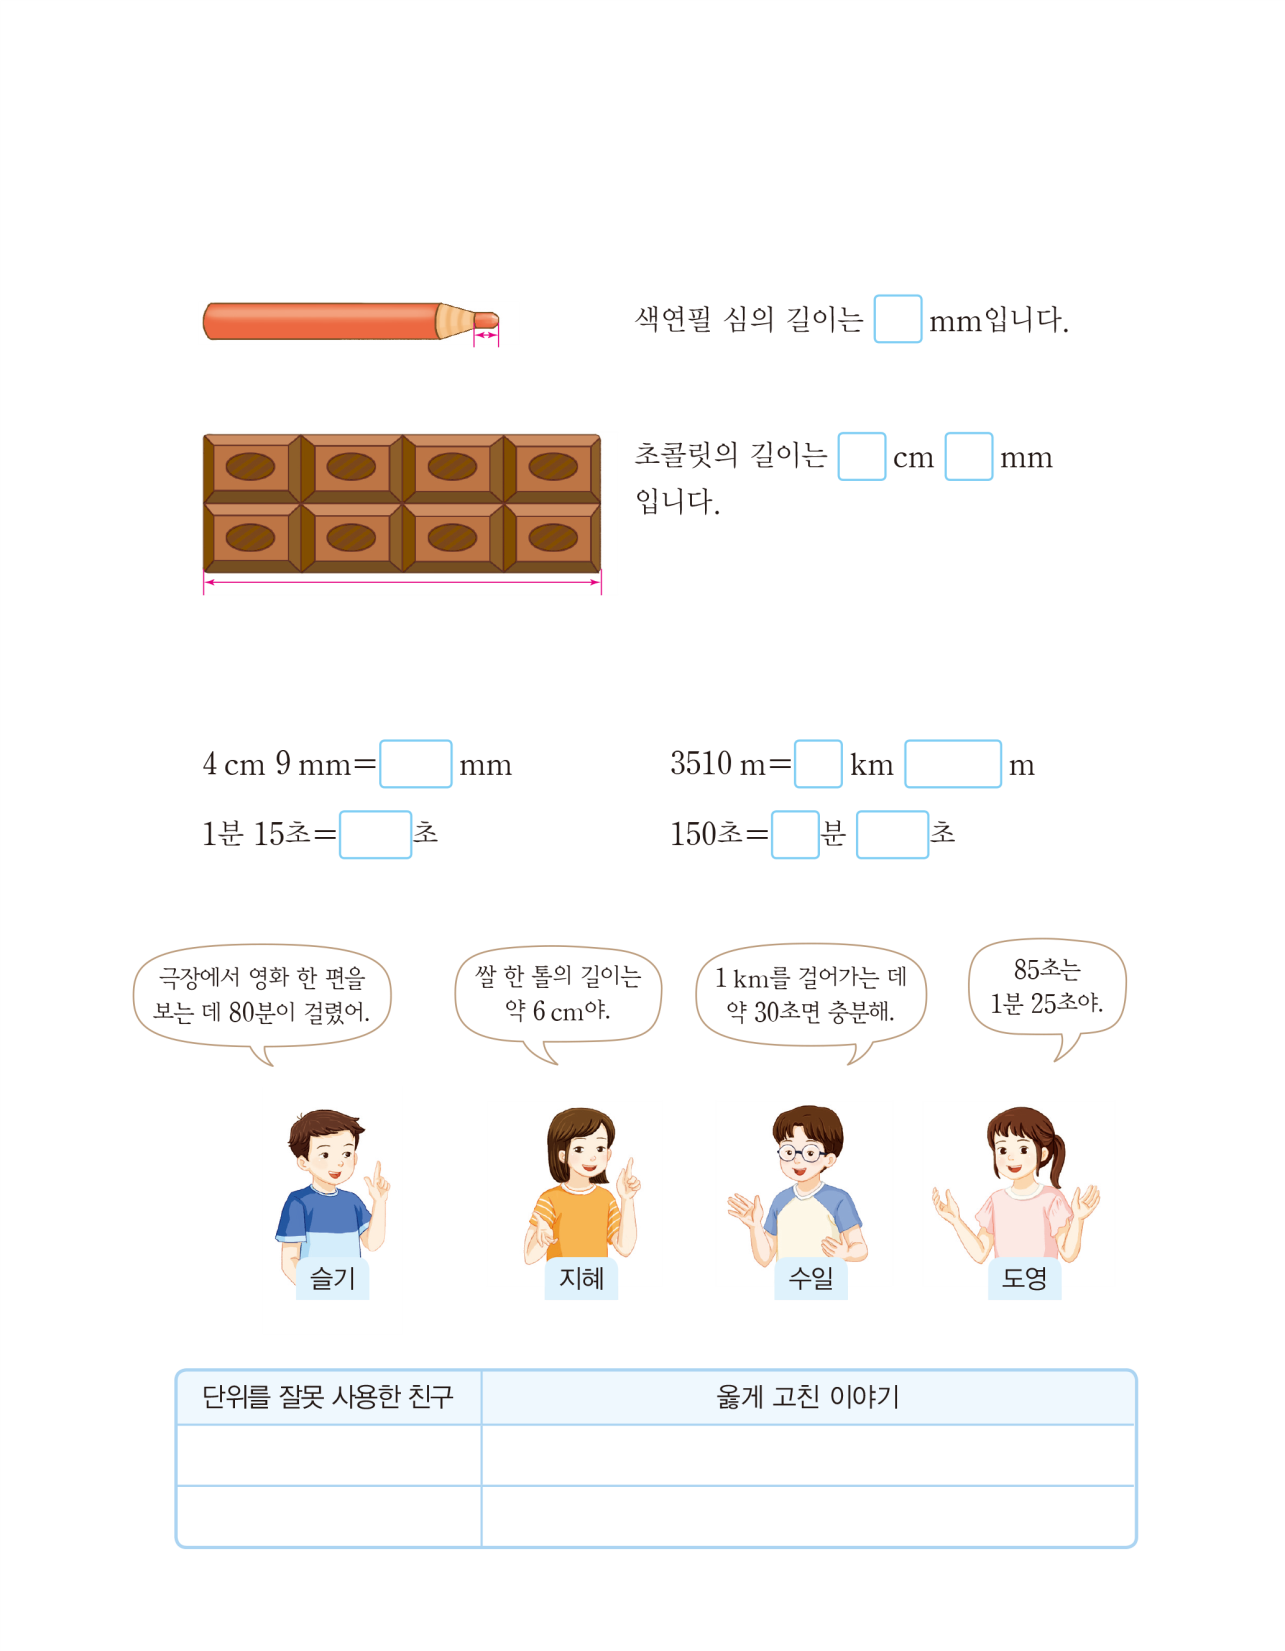 색연필 심의 길이는 mm입니다.
초콜릿의 길이는 cm mm
입니다.
4 cm 9 mm= mm
3510 m= km m
1분 15초= 초
150초= 분 초
극장에서 영화 한 편을
보는 데 80분이 걸렸어.
쌀 한 톨의 길이는
약 6 cm야.
1 km를 걸어가는 데
약 30초면 충분해.
85초는
1분 25초야.
슬기
지혜
수일
도영
단위를 잘못 사용한 친구
옳게 고친 이야기